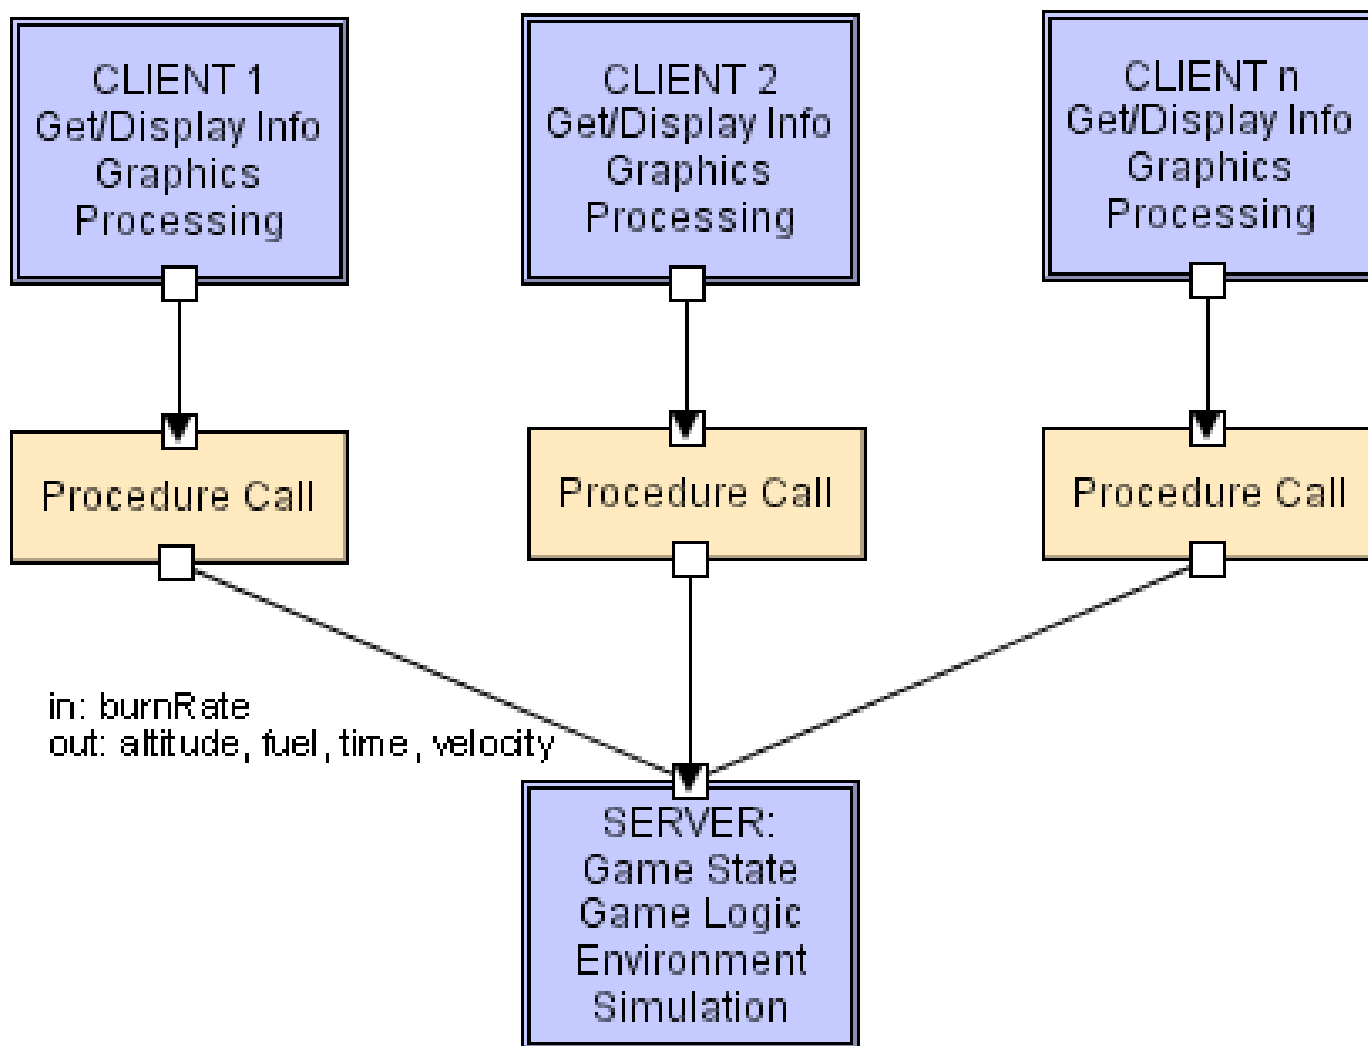 CLIENT 1
Get/Display Info
Graphics
Processing
CLIENT 2
Get/Display Info
Graphics
Processing
CLIENT n
Get/Display Info
Graphics
Processing
Procedure Call
Procedure Call
Procedure Call
in: burnRate
out: altitude, fuel, time, velocity
SERVER:
Game State
Game Logic
Environment
Simulation